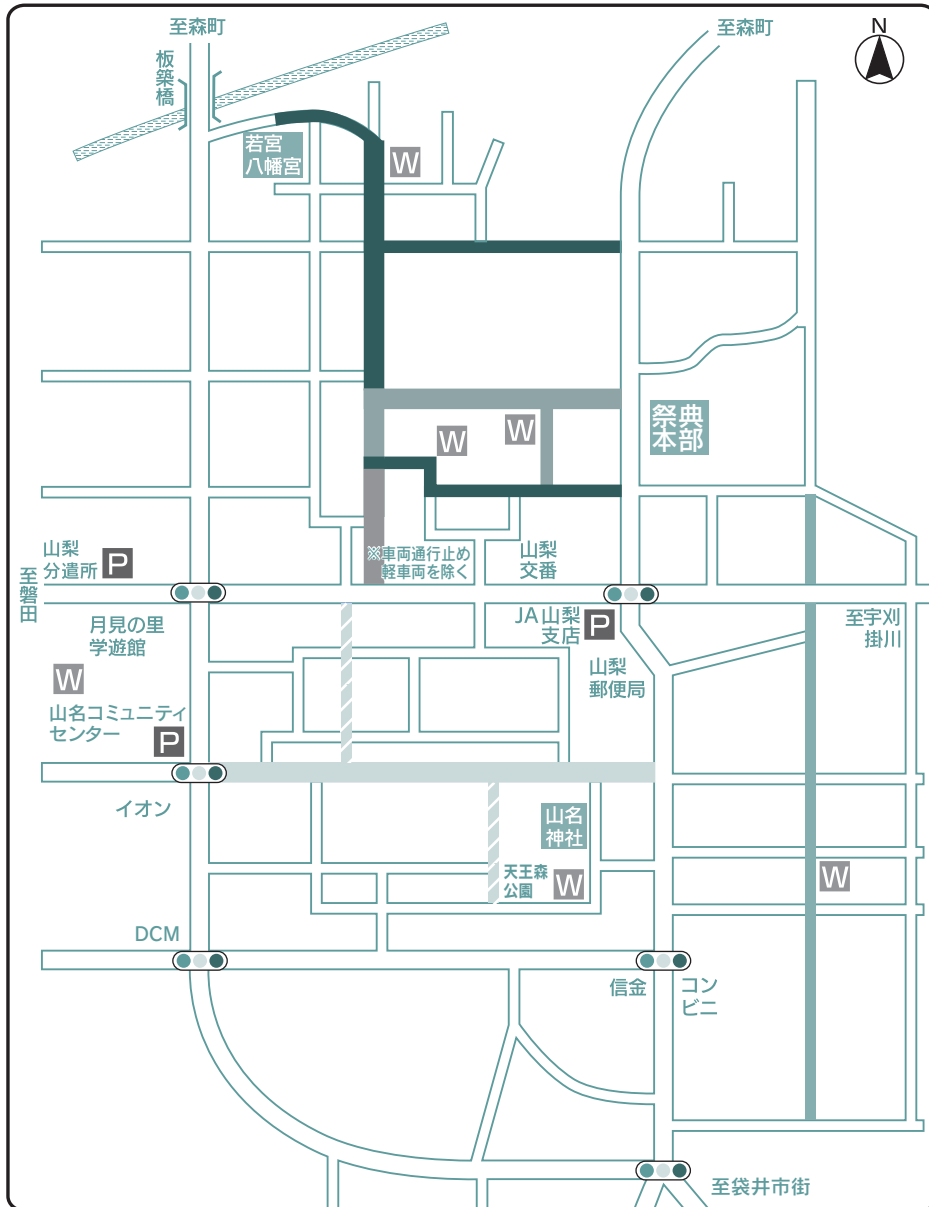 至森町
至森町
N
板築橋
若宮
八幡宮
W
祭典
本部
W
W
※車両通行止め
軽車両を除く
山梨
交番
山梨
分遣所
P
至磐田
月見の里
学遊館
JA山梨
支店
P
至宇刈
掛川
山梨
郵便局
W
山名コミュニティ
センター
P
イオン
山名
神社
天王森
公園
W
W
DCM
信金
コン
ビニ
至袋井市街